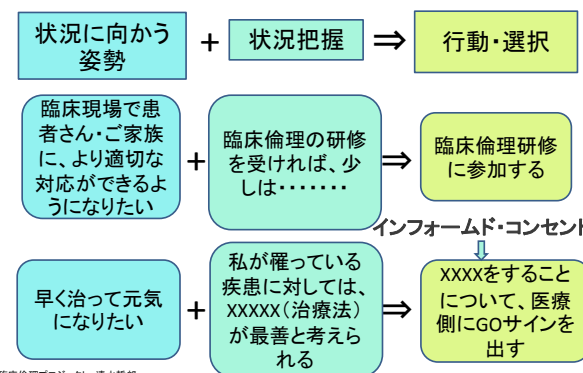 状況に向かう
姿勢
+
状況把握
⇒
行動・選択
臨床現場で患
者さん・ご家族
に、より適切な
対応ができるよ
うになりたい
+
臨床倫理の研修
を受ければ、少
しは・・・・・・・
⇒
臨床倫理研修
に参加する
インフォームド・コンセント
早く治って元気
になりたい
+
私が罹っている
疾患に対しては、
XXXXX（治療法）
が最善と考えら
れる
⇒
XXXXをすること
について、医療
側にGOサインを
出す